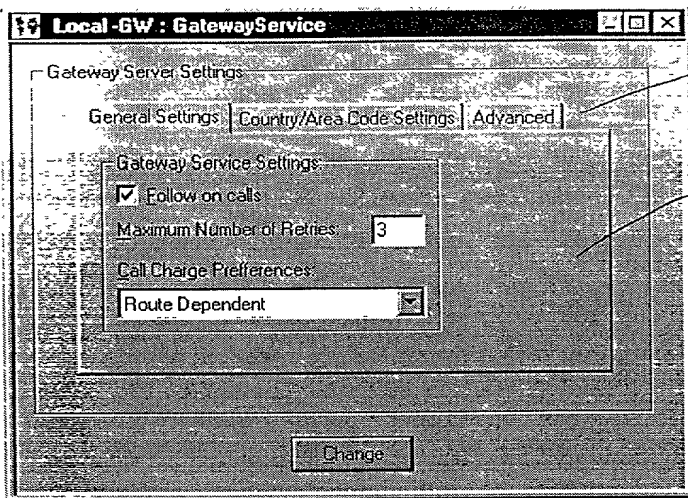 Local-GW : GatewayService
Gateway Server Settings
General Settings Country/Area Code Settings Advanced
Gateway Service Settings:
Follow on calls
Maximum Number of Retries: 3
Call Charge Prefferences:
Route Dependent
Change